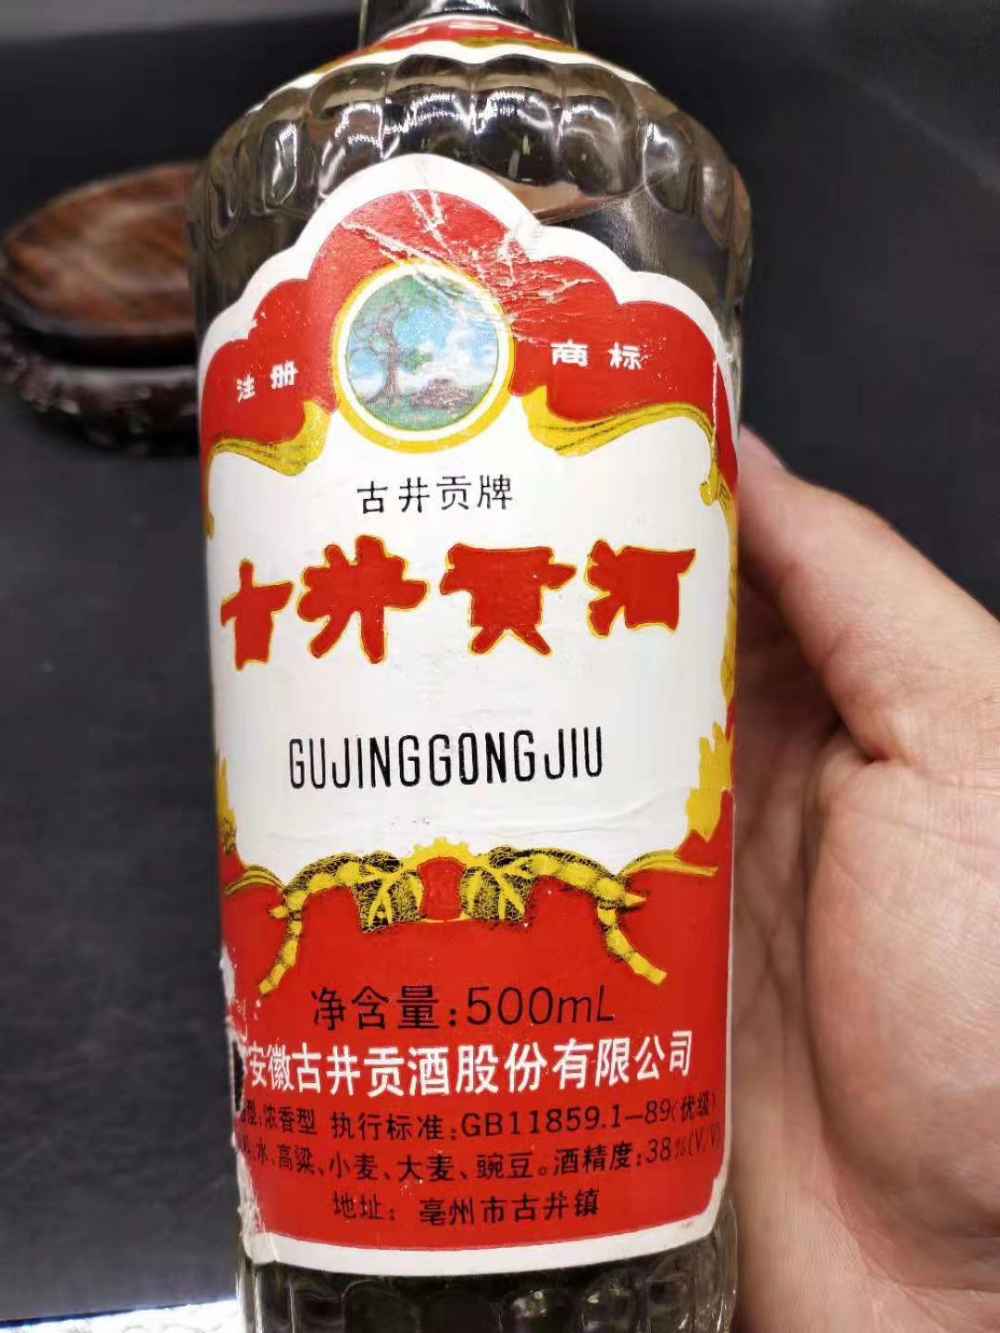 注册 商标
古井贡牌
古井贡酒
GUJINGGONGJIU
净含量:500mL
安徽古井贡酒股份有限公司
型:浓香型 执行标准:GB11859.1-89(优级)
水、高粱、小麦、大麦、豌豆。酒精度:38%(V/V)
地址: 亳州市古井镇